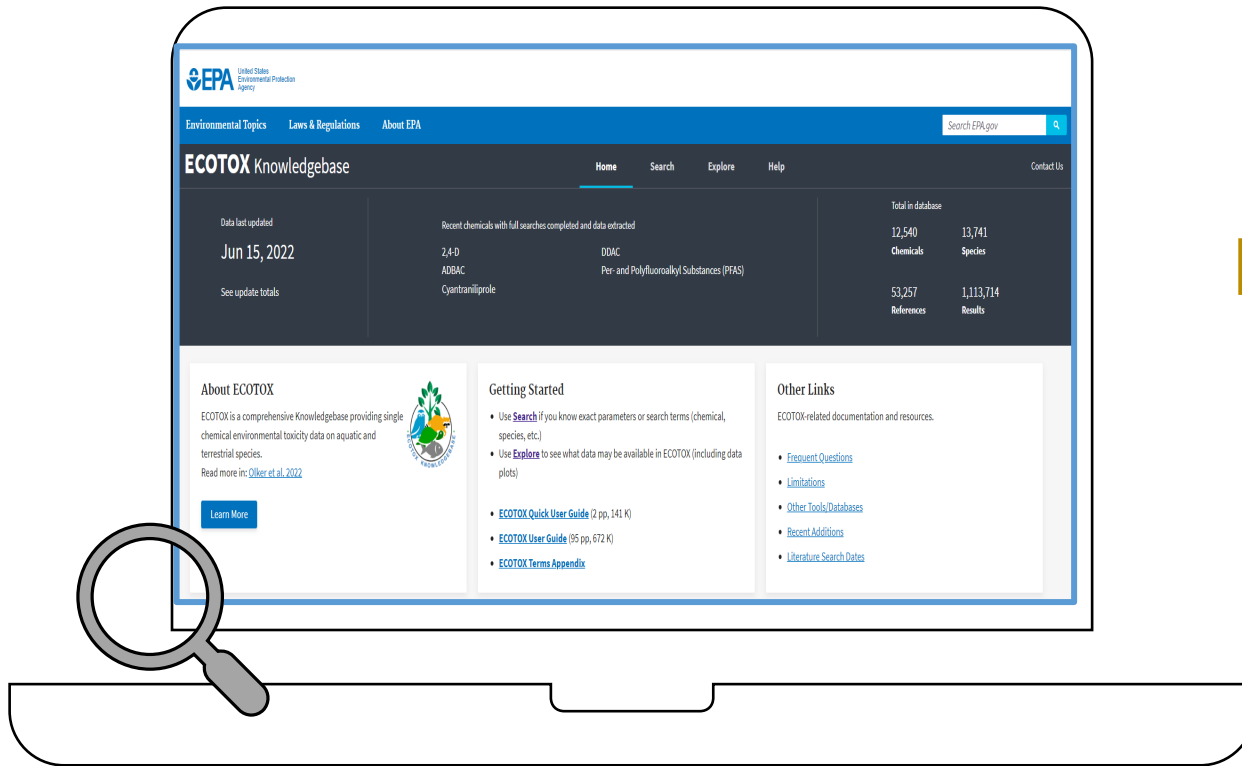 EPA United States
Environmental Protection
Agency
Environmental Topics Laws & Regulations About EPA
Search EPA.gov
ECOTOX Knowledgebase
Home Search Explore Help
Contact Us
Data last updated
Jun 15, 2022
See update totals
Recent chemicals with full searches completed and data extracted
2,4-D
ADBAC
Cyantraniliprole
DDAC
Per- and Polyfluoroalkyl Substances (PFAS)
Total in database
12,540 13,741
Chemicals Species
53,257 1,113,714
References Results
About ECOTOX
ECOTOX is a comprehensive Knowledgebase providing single
chemical environmental toxicity data on aquatic and
terrestrial species.
Read more in: Olker et al. 2022
Learn More
ECOTOX KNOWLEDGEBASE
Getting Started
• Use Search if you know exact parameters or search terms (chemical,
species, etc.)
• Use Explore to see what data may be available in ECOTOX (including data
plots)
• ECOTOX Quick User Guide (2 pp, 141 K)
• ECOTOX User Guide (95 pp, 672 K)
• ECOTOX Terms Appendix
Other Links
ECOTOX-related documentation and resources.
• Frequent Questions
• Limitations
• Other Tools/Databases
• Recent Additions
• Literature Search Dates